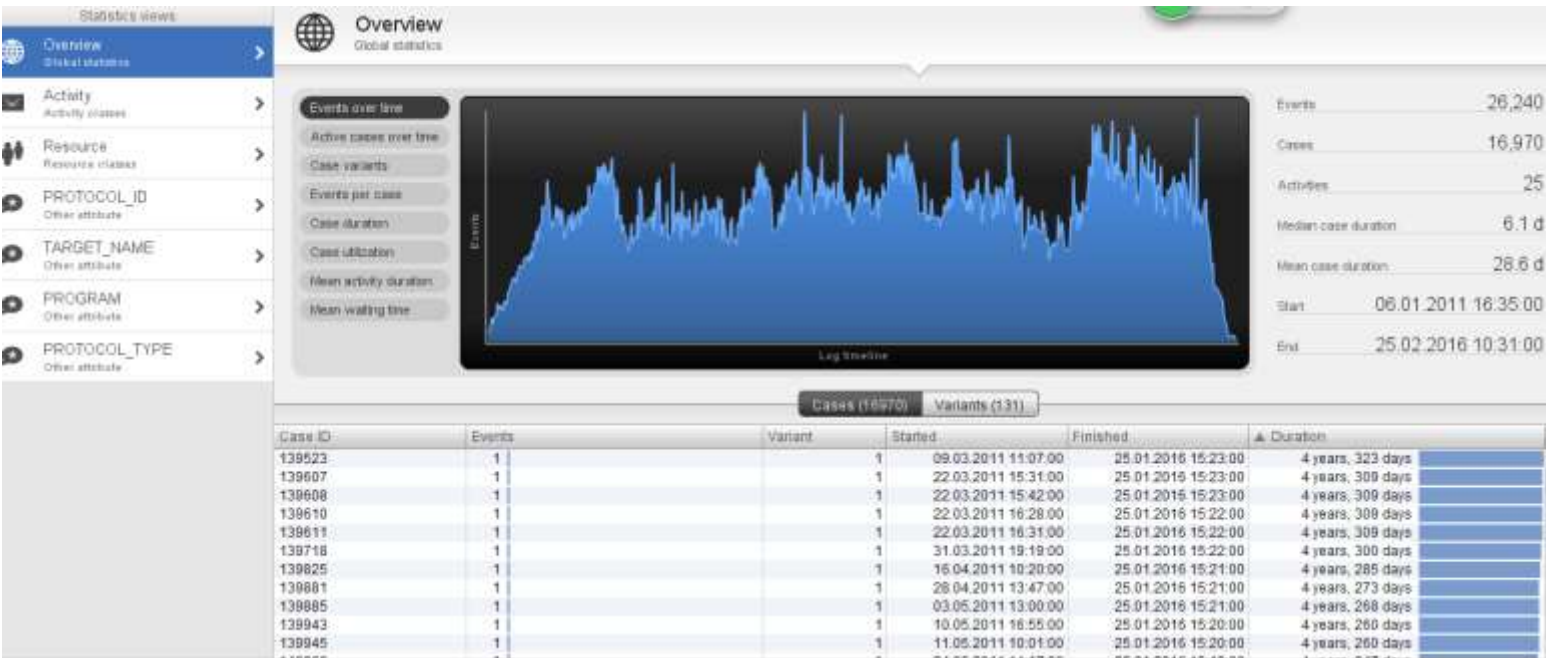 Statistics views
Overview
Global statistics
Activity
Activity classes
Resource
Resource classes
PROTOCOL_ID
Other attribute
TARGET_NAME
Other attribute
PROGRAM
Other attribute
PROTOCOL_TYPE
Other attribute
Overview
Global statistics
Events over time
Active cases over time
Case variants
Events per case
Case duration
Case utilization
Mean activity duration
Mean waiting time
Events
Log timeline
Events 26,240
Cases 16,970
Activities 25
Median case duration 6.1 d
Mean case duration 28.6 d
Start 06.01.2011 16:35:00
End 25.02.2016 10:31:00
Cases (16970) Variants (131)
Case ID Events Variant Started Finished ▲ Duration
139523 1 1 09.03.2011 11:07:00 25.01.2016 15:23:00 4 years, 323 days
139607 1 1 22.03.2011 15:31:00 25.01.2016 15:23:00 4 years, 309 days
139608 1 1 22.03.2011 15:42:00 25.01.2016 15:23:00 4 years, 309 days
139610 1 1 22.03.2011 16:28:00 25.01.2016 15:22:00 4 years, 309 days
139611 1 1 22.03.2011 16:31:00 25.01.2016 15:22:00 4 years, 309 days
139718 1 1 31.03.2011 19:19:00 25.01.2016 15:22:00 4 years, 300 days
139825 1 1 16.04.2011 10:20:00 25.01.2016 15:21:00 4 years, 285 days
139881 1 1 28.04.2011 13:47:00 25.01.2016 15:21:00 4 years, 273 days
139885 1 1 03.05.2011 13:00:00 25.01.2016 15:21:00 4 years, 268 days
139943 1 1 10.05.2011 16:55:00 25.01.2016 15:20:00 4 years, 260 days
139945 1 1 11.05.2011 10:01:00 25.01.2016 15:20:00 4 years, 260 days